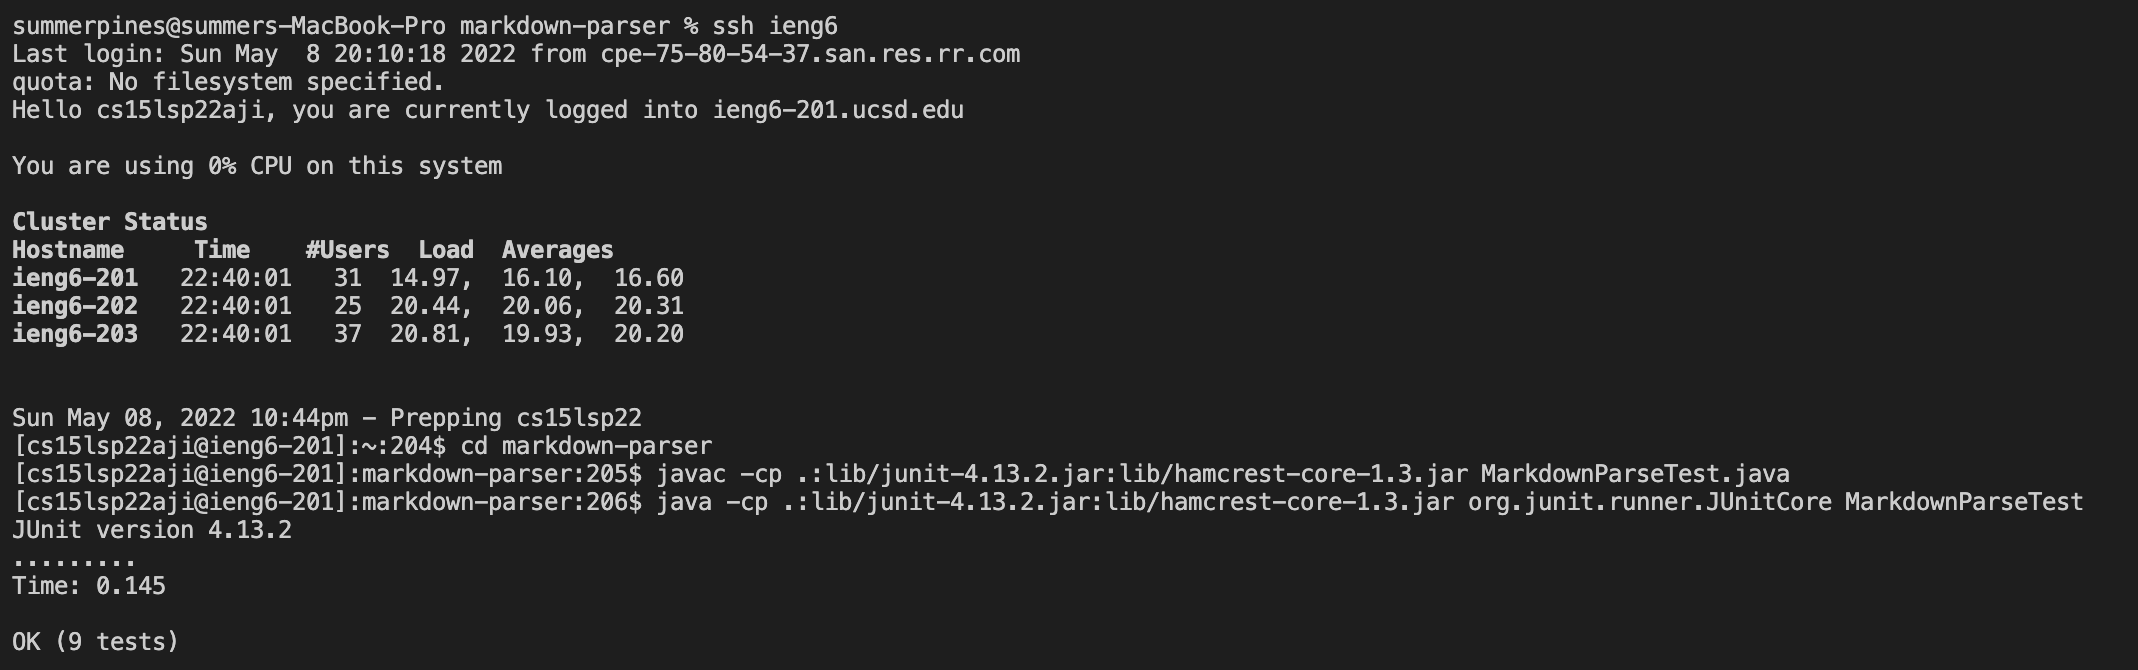 summerpines@summers-MacBook-Pro markdown-parser % ssh ieng6
Last login: Sun May  8 20:10:18 2022 from cpe-75-80-54-37.san.res.rr.com
quota: No filesystem specified.
Hello cs15lsp22aji, you are currently logged into ieng6-201.ucsd.edu
You are using 0% CPU on this system
Cluster Status
Hostname     Time    #Users  Load  Averages
ieng6-201   22:40:01   31  14.97,  16.10,  16.60
ieng6-202   22:40:01   25  20.44,  20.06,  20.31
ieng6-203   22:40:01   37  20.81,  19.93,  20.20
Sun May 08, 2022 10:44pm - Prepping cs15lsp22
[cs15lsp22aji@ieng6-201]:~:204$ cd markdown-parser
[cs15lsp22aji@ieng6-201]:markdown-parser:205$ javac -cp .:lib/junit-4.13.2.jar:lib/hamcrest-core-1.3.jar MarkdownParseTest.java
[cs15lsp22aji@ieng6-201]:markdown-parser:206$ java -cp .:lib/junit-4.13.2.jar:lib/hamcrest-core-1.3.jar org.junit.runner.JUnitCore MarkdownParseTest
JUnit version 4.13.2
.........
Time: 0.145
OK (9 tests)